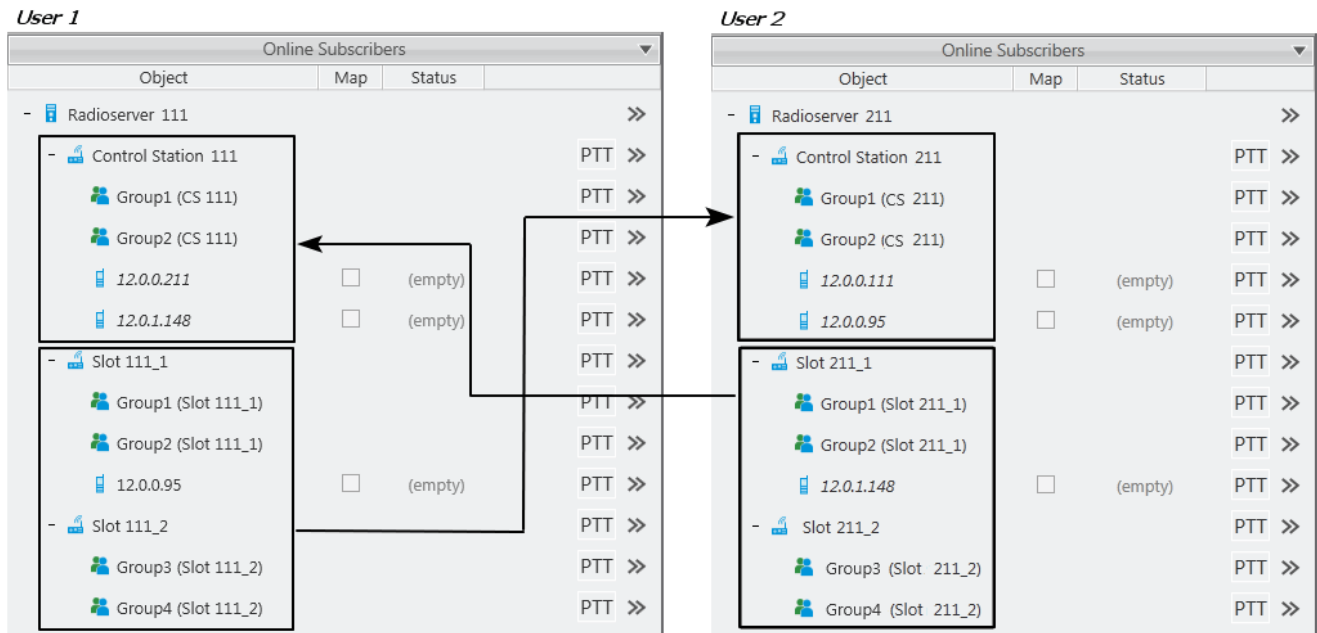 User 1
Online Subscribers
Object Map Status
- Radioserver 111
- Control Station 111 PTT
Group1 (CS 111) PTT
Group2 (CS 111) PTT
12.0.0.211 (empty) PTT
12.0.1.148 (empty) PTT
- Slot 111_1 PTT
Group1 (Slot 111_1) PTT
Group2 (Slot 111_1) PTT
12.0.0.95 (empty) PTT
- Slot 111_2 PTT
Group3 (Slot 111_2) PTT
Group4 (Slot 111_2) PTT
User 2
Online Subscribers
Object Map Status
- Radioserver 211
- Control Station 211 PTT
Group1 (CS 211) PTT
Group2 (CS 211) PTT
12.0.0.111 (empty) PTT
12.0.0.95 (empty) PTT
- Slot 211_1 PTT
Group1 (Slot 211_1) PTT
Group2 (Slot 211_1) PTT
12.0.1.148 (empty) PTT
- Slot 211_2 PTT
Group3 (Slot 211_2) PTT
Group4 (Slot 211_2) PTT